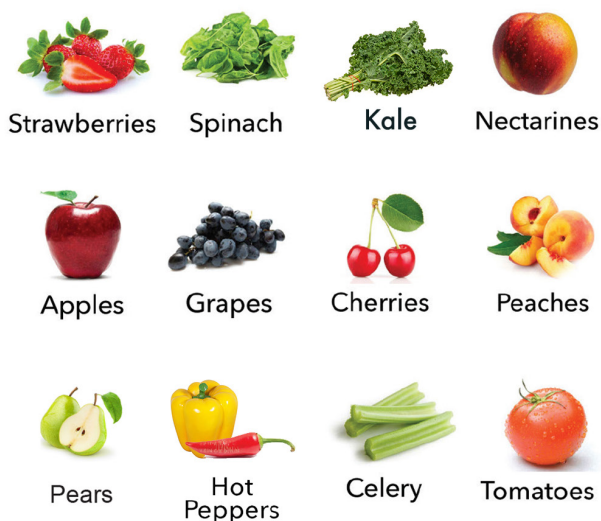 Strawberries
Spinach
Kale
Nectarines
Apples
Grapes
Cherries
Peaches
Pears
Hot
Peppers
Celery
Tomatoes